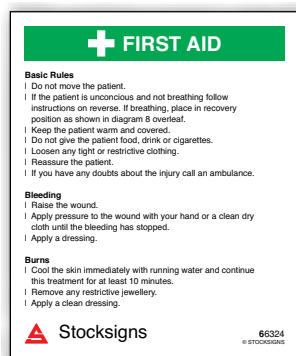 FIRST AID
Basic Rules
| Do not move the patient.
| If the patient is unconcious and not breathing follow
instructions on reverse. If breathing, place in recovery
position as shown in diagram 8 overleaf.
| Keep the patient warm and covered.
| Do not give the patient food, drink or cigarettes.
| Loosen any tight or restrictive clothing.
| Reassure the patient.
| If you have any doubts about the injury call an ambulance.
Bleeding
| Raise the wound.
| Apply pressure to the wound with your hand or a clean dry
cloth until the bleeding has stopped.
| Apply a dressing.
Burns
| Cool the skin immediately with running water and continue
this treatment for at least 10 minutes.
| Remove any restrictive jewellery.
| Apply a clean dressing.
Stocksigns
66324
© STOCKSIGNS